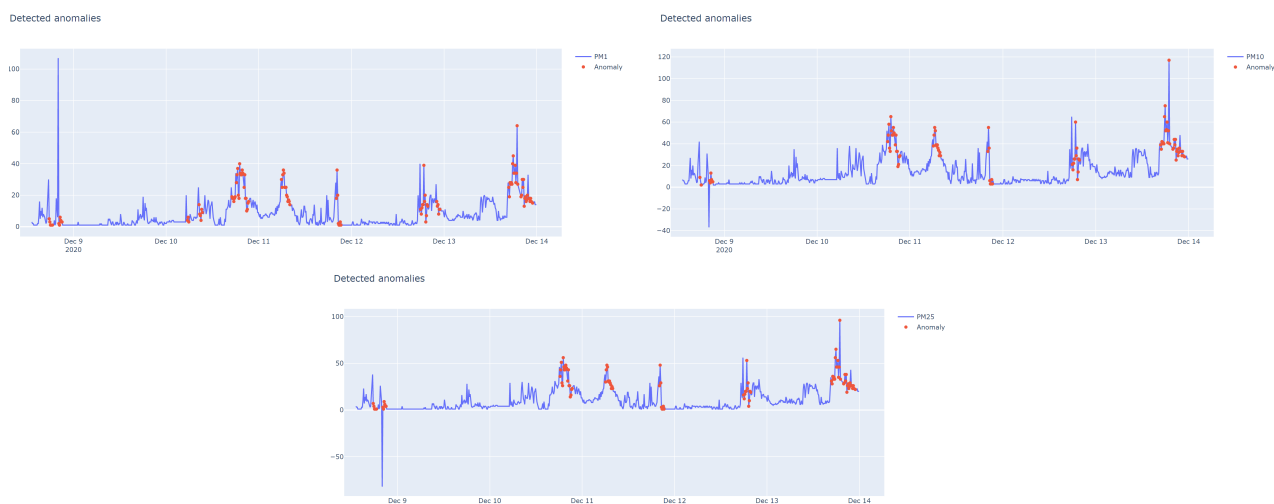 Detected anomalies
PM1
Anomaly
100
80
60
40
20
0
Dec 9
2020
Dec 10
Dec 11
Dec 12
Dec 13
Dec 14
Detected anomalies
PM10
Anomaly
120
100
80
60
40
20
0
−20
−40
Dec 9
2020
Dec 10
Dec 11
Dec 12
Dec 13
Dec 14
Detected anomalies
PM25
Anomaly
100
50
0
−50
Dec 9
Dec 10
Dec 11
Dec 12
Dec 13
Dec 14